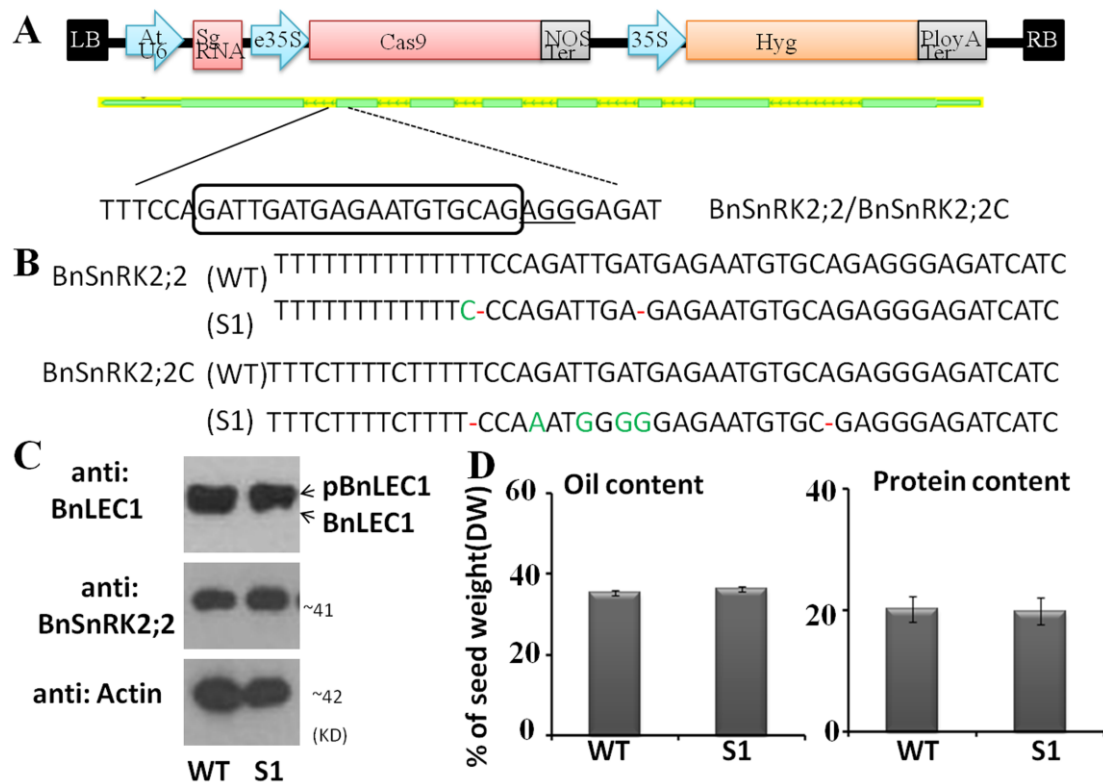 A
LB
At U6
Sg RNA
e35S
Cas9
NOS Ter
35S
Hyg
PloyA Ter
RB
TTTCCAGATTGATGAGAATGTGCAGAGGGAGAT BnSnRK2;2/BnSnRK2;2C
B
BnSnRK2;2 (WT) TTTTTTTTTTTTTTCCAGATTGATGAGAATGTGCAGAGGGAGATCATC
(S1) TTTTTTTTTTTTC-CCAGATTGA-GAGAATGTGCAGAGGGAGATCATC
BnSnRK2;2C (WT) TTTCTTTTCTTTTTCCAGATTGATGAGAATGTGCAGAGGGAGATCATC
(S1) TTTCTTTTCTTTT-CCAAATGGGGGAGAATGTGC-GAGGGAGATCATC
C
anti:
BnLEC1
pBnLEC1
BnLEC1
anti:
BnSnRK2;2
~41
anti: Actin
~42
(KD)
WT S1
D
% of seed weight(DW)
Oil content
60
40
20
0
WT S1
Protein content
40
20
0
WT S1